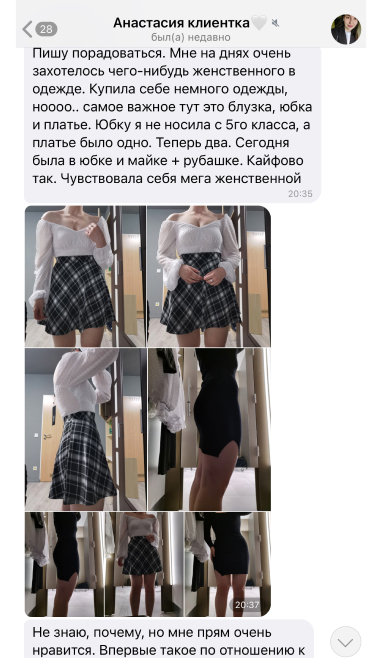 28
Анастасия клиентка🤍
был(а) недавно
Пишу порадоваться. Мне на днях очень
захотелось чего-нибудь женственного в
одежде. Купила себе немного одежды,
ноооо.. самое важное тут это блузка, юбка
и платье. Юбку я не носила с 5го класса, а
платье было одно. Теперь два. Сегодня
была в юбке и майке + рубашке. Кайфово
так. Чувствовала себя мега женственной
20:35
20:37
Не знаю, почему, но мне прям очень
нравится. Впервые такое по отношению к